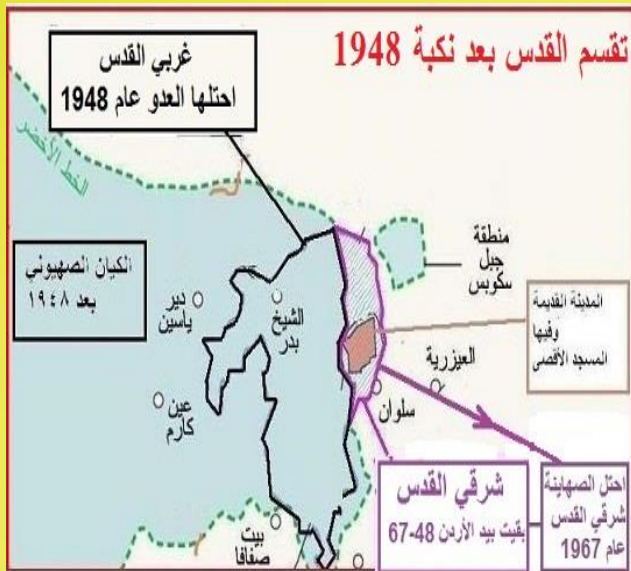 تقسم القدس بعد نكبة 1948
غربي القدس
احتلها العدو عام 1948
الخط الأخضر
منطقة
جبل
سكوبس
الكيان الصهيوني
بعد ١٩٤٨
دير
ياسين
الشيخ
بدر
المدينة القديمة
وفيها
المسجد الأقصى
العيزرية
سلوان
عين
كارم
شرقي القدس
بقيت بيد الأردن 48-67
احتل الصهاينة
شرقي القدس
عام 1967
بيت
صفافا